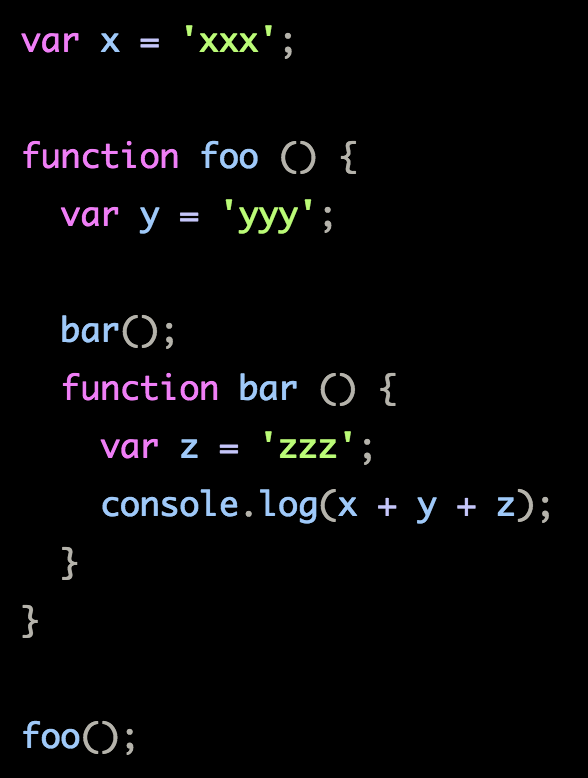 var x = 'xxx';
function foo () {
  var y = 'yyy';
  bar();
  function bar () {
    var z = 'zzz';
    console.log(x + y + z);
  }
}
foo();